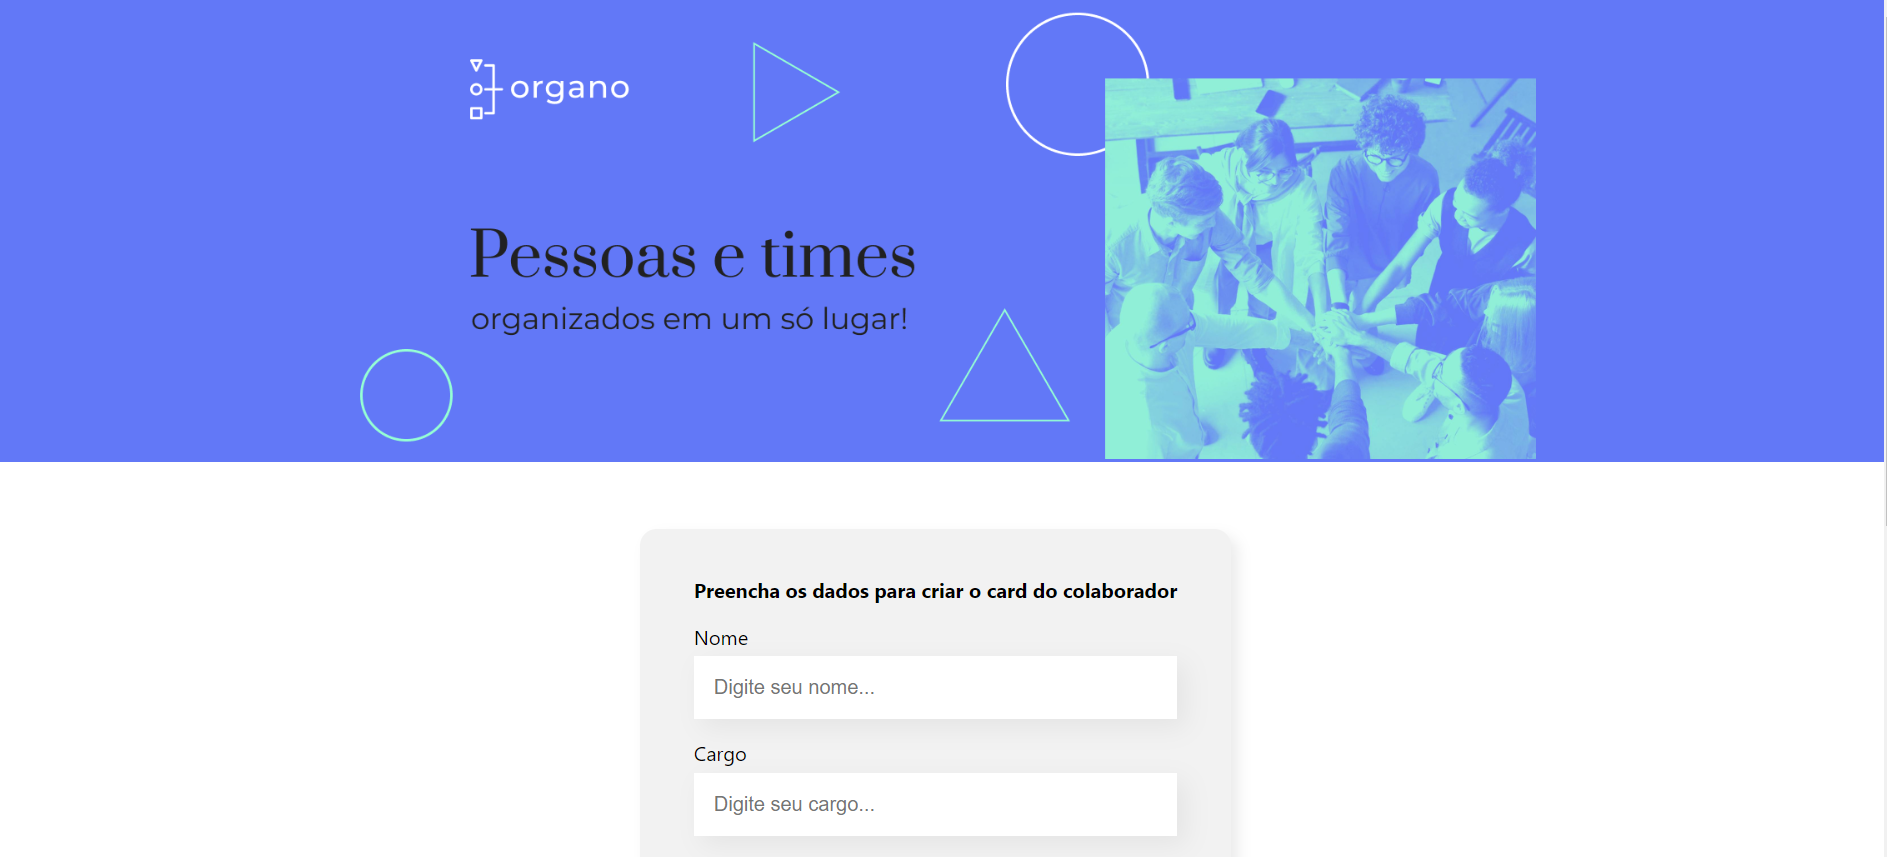 organo
Pessoas e times
organizados em um só lugar!
Preencha os dados para criar o card do colaborador
Nome
Digite seu nome...
Cargo
Digite seu cargo...